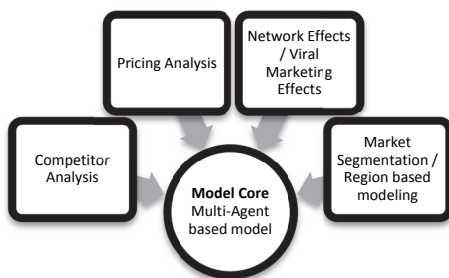 Pricing Analysis
Network Effects
/ Viral
Marketing
Effects
Competitor
Analysis
Market
Segmentation /
Region based
modeling
Model Core
Multi-Agent
based model